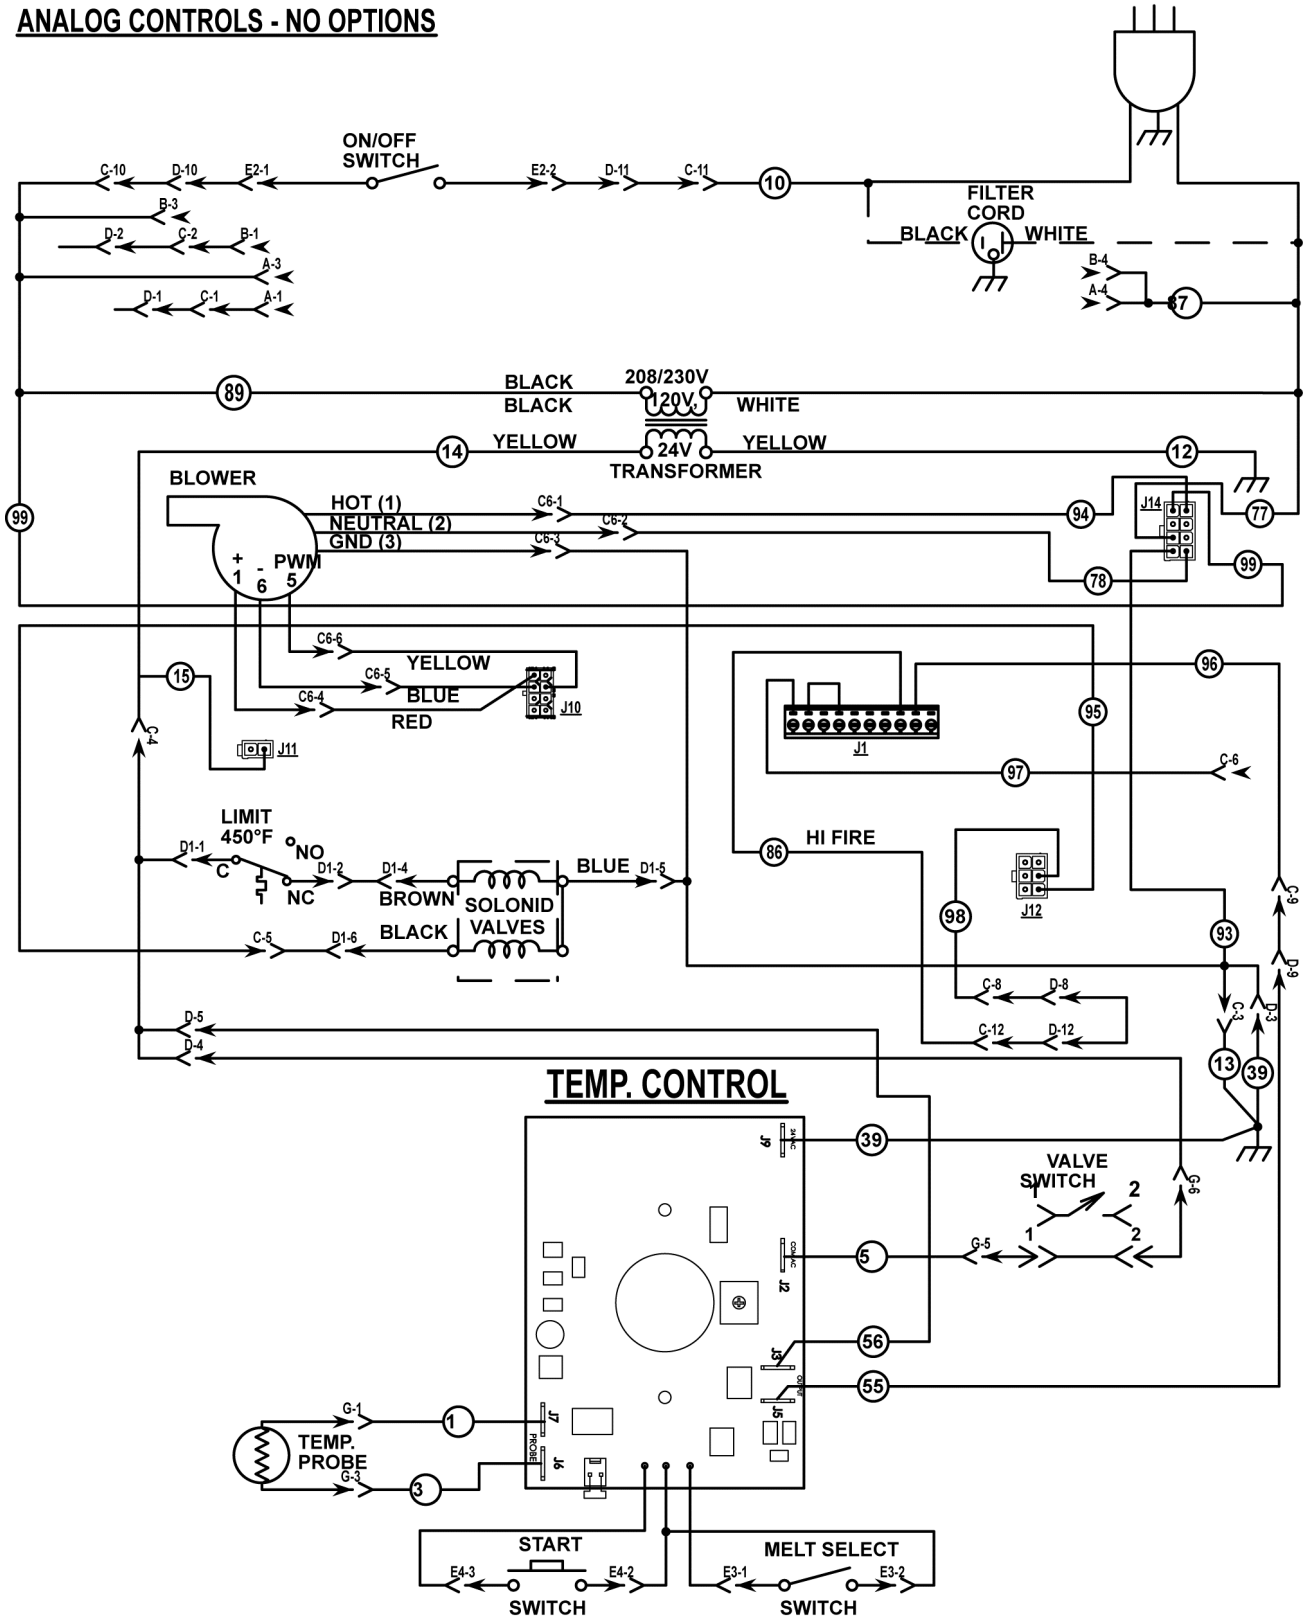 ANALOG CONTROLS - NO OPTIONS
ON/OFF
SWITCH
C-10 D-10 E2-1 E2-2 D-11 C-11 10
B-3
D-2 C-2 B-1
A-3
D-1 C-1 A-1
FILTER
CORD
BLACK WHITE
B-4
A-4 87
208/230V
89 BLACK
BLACK 120V, WHITE
14 YELLOW 24V YELLOW 12
TRANSFORMER
BLOWER
99
HOT (1) C6-1 94 J14 77
NEUTRAL (2) C6-2
GND (3) C6-3 78 99
+ - PWM
1 6 5
C6-6
YELLOW
C6-5
BLUE
C6-4
RED
J10
15
C-4
J11
96
95
J1
97 C-6
LIMIT
450°F
NO
D1-1 C NC D1-2 D1-4
BROWN
SOLONID
VALVES
BLUE D1-5
BLACK
C-5 D1-6
86 HI FIRE
J12
98
C-9
93
D-9
C-8 D-8
C-12 D-12
C-3 D-3
13 39
D-5
D-4
TEMP. CONTROL
J9 24VAC 39
VALVE
SWITCH
1 2
G-6
J2 COMAC 5 G-5 1 2
J3 56
OUTPUT
J5 55
G-1 1 J7
TEMP.
PROBE
PROBE
G-3 3 J6
START
E4-3 E4-2
SWITCH
MELT SELECT
E3-1 E3-2
SWITCH